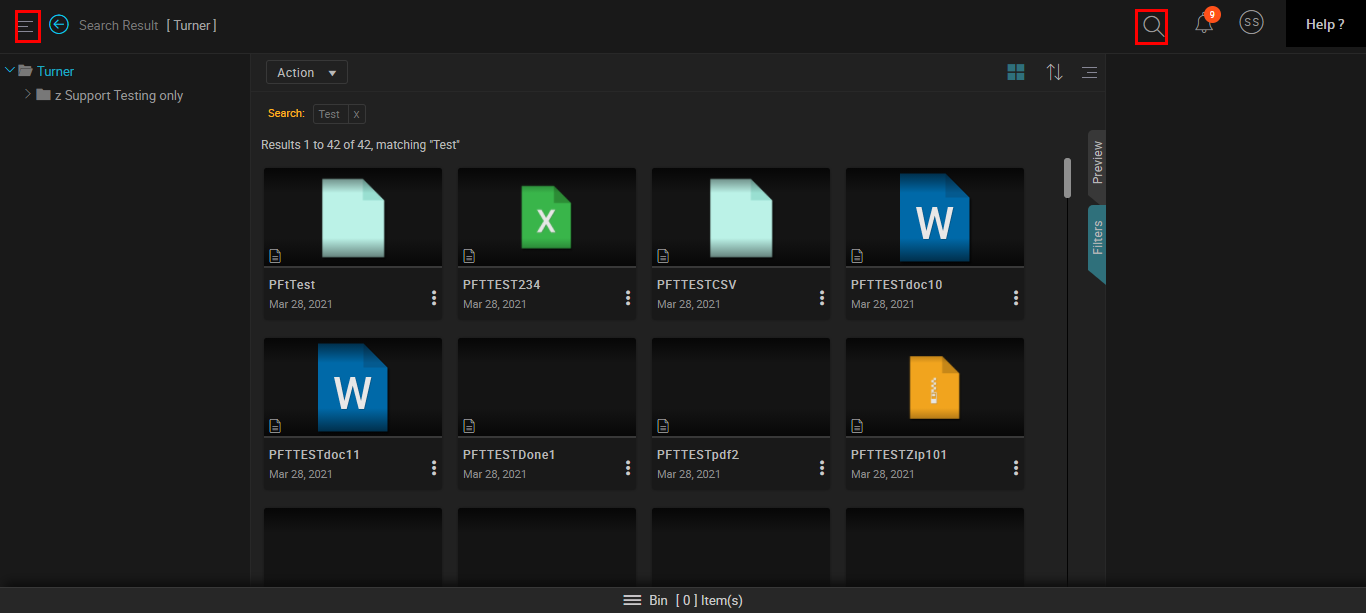 Search Result [ Turner ]
9
SS
Help ?
Turner
z Support Testing only
Action
Search: Test X
Results 1 to 42 of 42, matching "Test"
Preview
Filters
X
W
PFtTest
PFTTEST234
PFTTESTCSV
PFTTESTdoc10
Mar 28, 2021
Mar 28, 2021
Mar 28, 2021
Mar 28, 2021
W
PFTTESTdoc11
PFTTESTDone1
PFTTESTpdf2
PFTTESTZip101
Mar 28, 2021
Mar 28, 2021
Mar 28, 2021
Mar 28, 2021
Bin [ 0 ] Item(s)